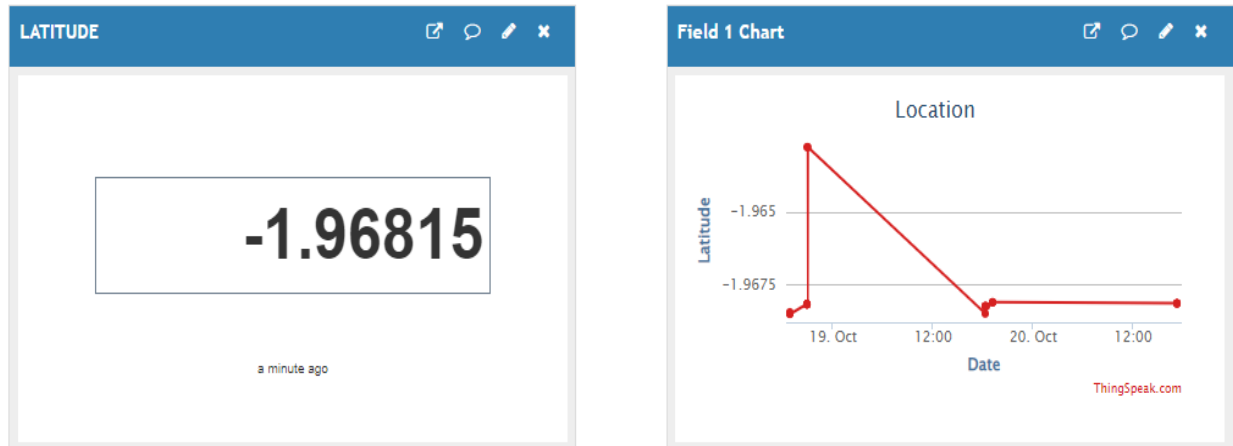 LATITUDE
-1.96815
a minute ago
Field 1 Chart
Location
Latitude
-1.965
-1.9675
19. Oct 12:00 20. Oct 12:00
Date
ThingSpeak.com